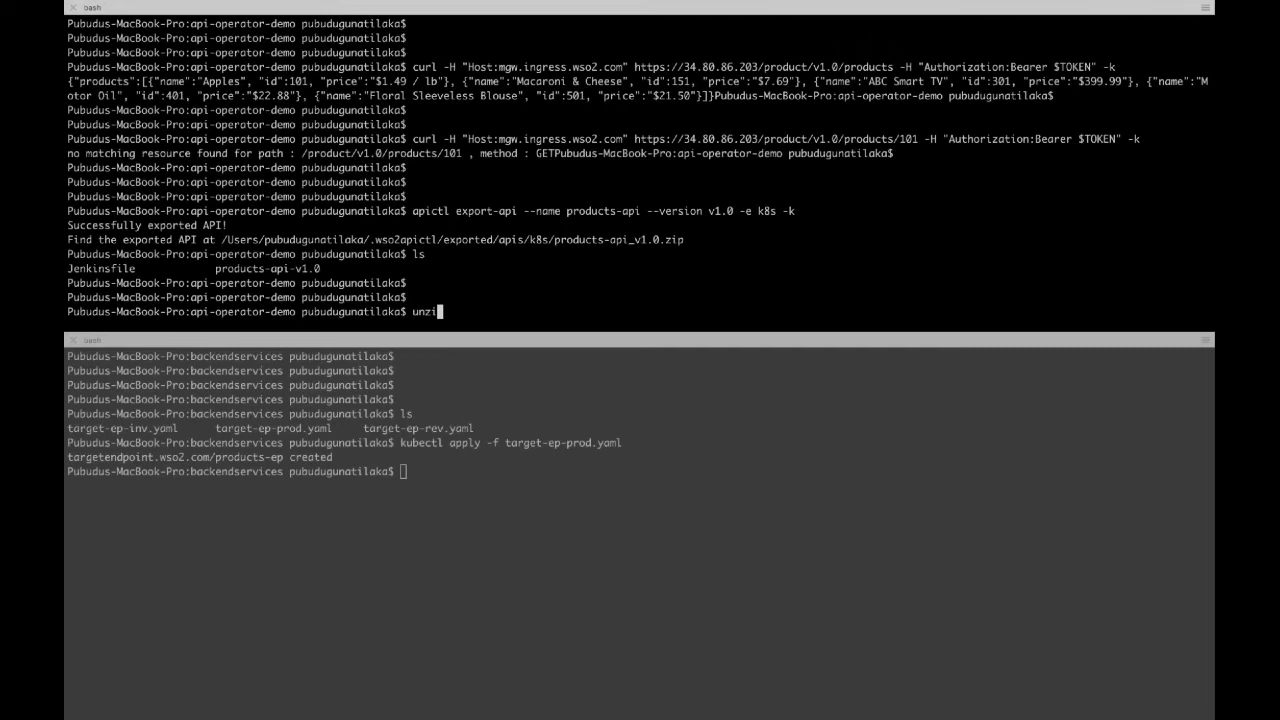 bash
Pubudus-MacBook-Pro:api-operator-demo pubudugunatilaka$
Pubudus-MacBook-Pro:api-operator-demo pubudugunatilaka$
Pubudus-MacBook-Pro:api-operator-demo pubudugunatilaka$
Pubudus-MacBook-Pro:api-operator-demo pubudugunatilaka$ curl -H "Host:mgw.ingress.wso2.com" https://34.80.86.203/product/v1.0/products -H "Authorization:Bearer $TOKEN" -k
{"products":[{"name":"Apples", "id":101, "price":"$1.49 / lb"}, {"name":"Macaroni & Cheese", "id":151, "price":"$7.69"}, {"name":"ABC Smart TV", "id":301, "price":"$399.99"}, {"name":"M
otor Oil", "id":401, "price":"$22.88"}, {"name":"Floral Sleeveless Blouse", "id":501, "price":"$21.50"}]}Pubudus-MacBook-Pro:api-operator-demo pubudugunatilaka$
Pubudus-MacBook-Pro:api-operator-demo pubudugunatilaka$
Pubudus-MacBook-Pro:api-operator-demo pubudugunatilaka$
Pubudus-MacBook-Pro:api-operator-demo pubudugunatilaka$ curl -H "Host:mgw.ingress.wso2.com" https://34.80.86.203/product/v1.0/products/101 -H "Authorization:Bearer $TOKEN" -k
no matching resource found for path : /product/v1.0/products/101 , method : GETPubudus-MacBook-Pro:api-operator-demo pubudugunatilaka$
Pubudus-MacBook-Pro:api-operator-demo pubudugunatilaka$
Pubudus-MacBook-Pro:api-operator-demo pubudugunatilaka$
Pubudus-MacBook-Pro:api-operator-demo pubudugunatilaka$
Pubudus-MacBook-Pro:api-operator-demo pubudugunatilaka$ apictl export-api --name products-api --version v1.0 -e k8s -k
Successfully exported API!
Find the exported API at /Users/pubudugunatilaka/.wso2apictl/exported/apis/k8s/products-api_v1.0.zip
Pubudus-MacBook-Pro:api-operator-demo pubudugunatilaka$ ls
Jenkinsfile products-api-v1.0
Pubudus-MacBook-Pro:api-operator-demo pubudugunatilaka$
Pubudus-MacBook-Pro:api-operator-demo pubudugunatilaka$
Pubudus-MacBook-Pro:api-operator-demo pubudugunatilaka$ unzi
bash
Pubudus-MacBook-Pro:backendservices pubudugunatilaka$
Pubudus-MacBook-Pro:backendservices pubudugunatilaka$
Pubudus-MacBook-Pro:backendservices pubudugunatilaka$
Pubudus-MacBook-Pro:backendservices pubudugunatilaka$
Pubudus-MacBook-Pro:backendservices pubudugunatilaka$ ls
target-ep-inv.yaml target-ep-prod.yaml target-ep-rev.yaml
Pubudus-MacBook-Pro:backendservices pubudugunatilaka$ kubectl apply -f target-ep-prod.yaml
targetendpoint.wso2.com/products-ep created
Pubudus-MacBook-Pro:backendservices pubudugunatilaka$